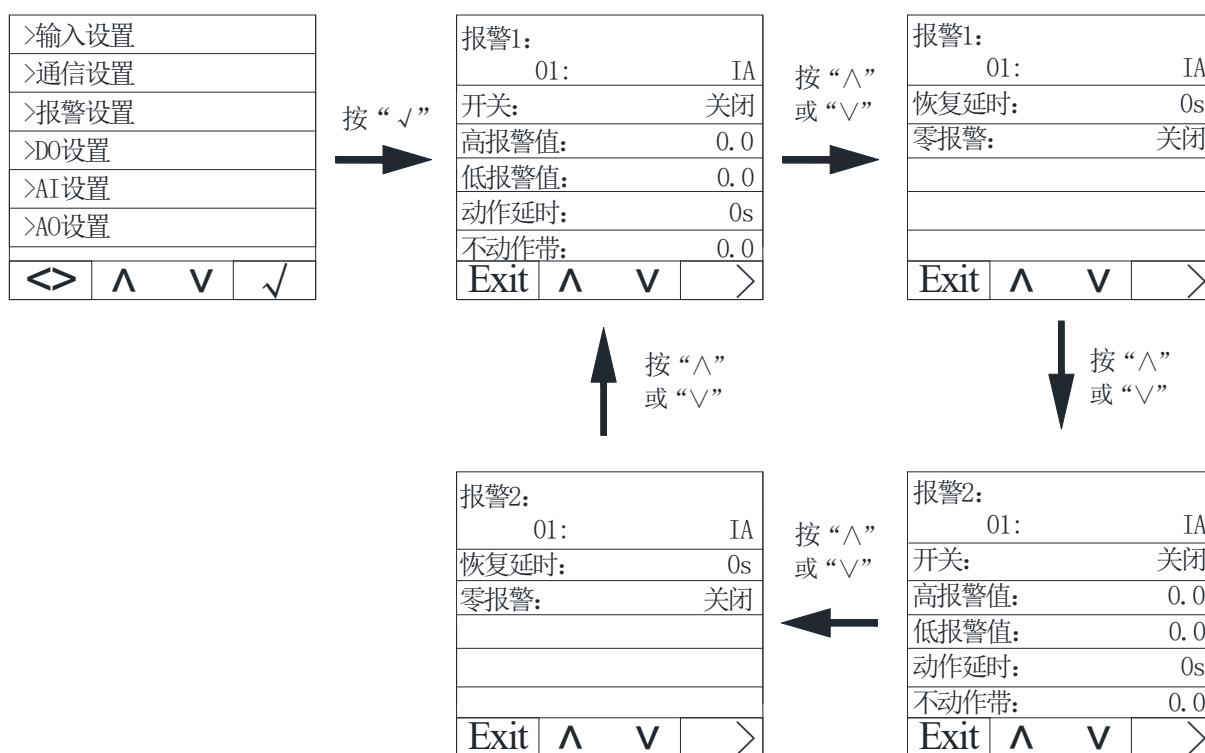 >输入设置
>通信设置
>报警设置
>DO设置
>AI设置
>AO设置
<> ∧ ∨ √
按“√”
报警1：
01: IA
开关： 关闭
高报警值： 0.0
低报警值： 0.0
动作延时： 0s
不动作带： 0.0
Exit ∧ ∨ >
按“∧”
或“∨”
报警1：
01: IA
恢复延时： 0s
零报警： 关闭
Exit ∧ ∨ >
按“∧”
或“∨”
按“∧”
或“∨”
报警2：
01: IA
恢复延时： 0s
零报警： 关闭
Exit ∧ ∨ >
按“∧”
或“∨”
报警2：
01: IA
开关： 关闭
高报警值： 0.0
低报警值： 0.0
动作延时： 0s
不动作带： 0.0
Exit ∧ ∨ >